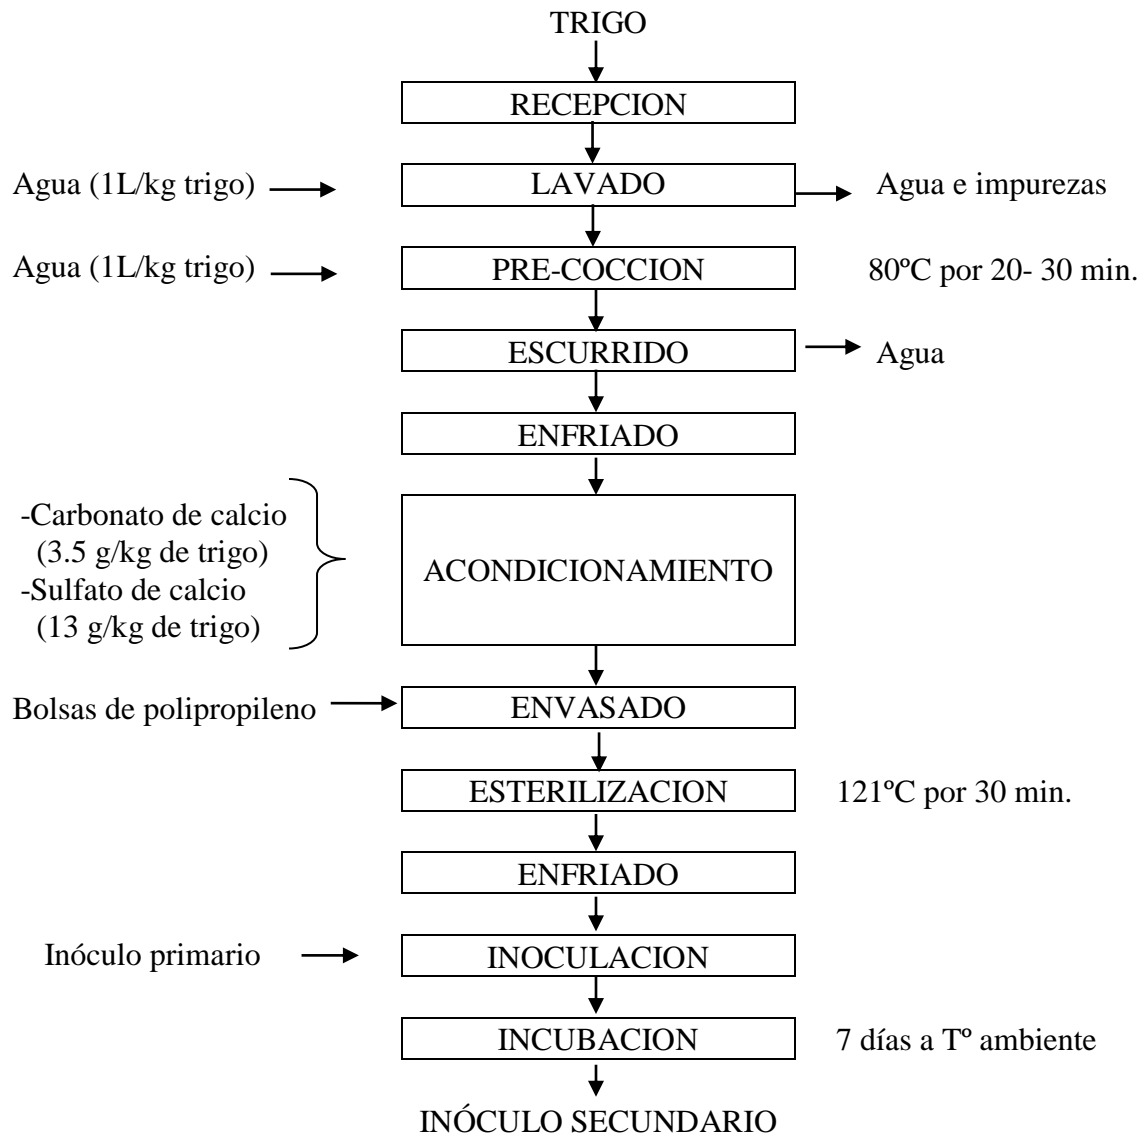 TRIGO
RECEPCION
Agua (1L/kg trigo)
LAVADO
Agua e impurezas
Agua (1L/kg trigo)
PRE-COCCION
80ºC por 20- 30 min.
ESCURRIDO
Agua
ENFRIADO
-Carbonato de calcio
(3.5 g/kg de trigo)
-Sulfato de calcio
(13 g/kg de trigo)
ACONDICIONAMIENTO
Bolsas de polipropileno
ENVASADO
ESTERILIZACION
121ºC por 30 min.
ENFRIADO
Inóculo primario
INOCULACION
INCUBACION
7 días a Tº ambiente
INÓCULO SECUNDARIO